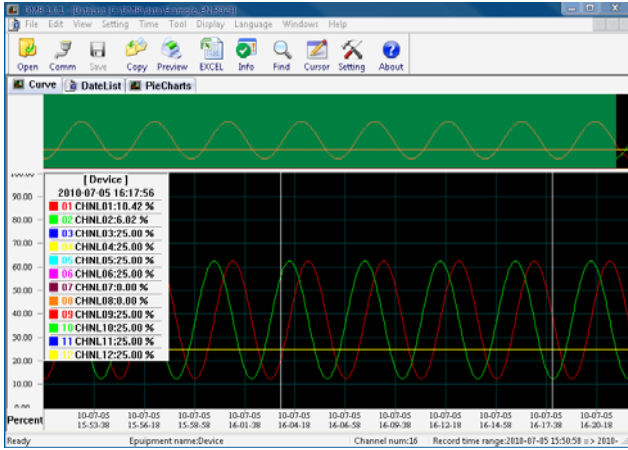 File Edit View Setting Time Tool Display Language Windows Help
Open Comm Save Copy Preview EXCEL Info Find Cursor Setting About
Curve DateList PieCharts
[ Device ]
2010-07-05 16:17:56
01 CHNL01:10.42 %
02 CHNL02:6.02 %
03 CHNL03:25.00 %
04 CHNL04:25.00 %
05 CHNL05:25.00 %
06 CHNL06:25.00 %
07 CHNL07:0.00 %
08 CHNL08:0.00 %
09 CHNL09:25.00 %
10 CHNL10:25.00 %
11 CHNL11:25.00 %
12 CHNL12:25.00 %
90.00
80.00
70.00
60.00
50.00
40.00
30.00
20.00
10.00
Percent
10-07-05 10-07-05 10-07-05 10-07-05 10-07-05 10-07-05 10-07-05 10-07-05 10-07-05 10-07-05 10-07-05
15-53-38 15-56-18 15-58-58 16-01-38 16-04-18 16-06-58 16-09-38 16-12-18 16-14-58 16-17-38 16-20-18
Ready Epuipment name:Device Channel num:16 Record time range:2010-07-05 15:50:58 => 2010-